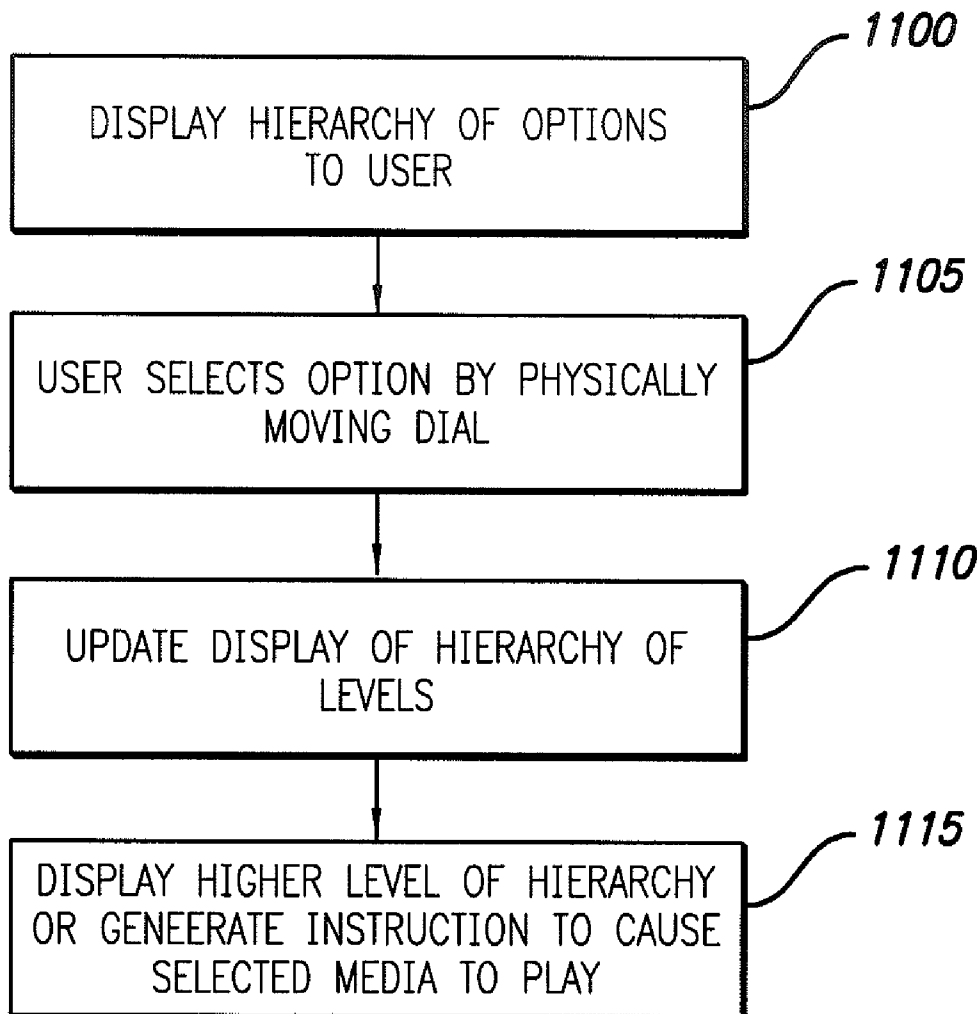 1100
DISPLAY HIERARCHY OF OPTIONS
TO USER
1105
USER SELECTS OPTION BY PHYSICALLY
MOVING DIAL
1110
UPDATE DISPLAY OF HIERARCHY OF
LEVELS
1115
DISPLAY HIGHER LEVEL OF HIERARCHY
OR GENEERATE INSTRUCTION TO CAUSE
SELECTED MEDIA TO PLAY